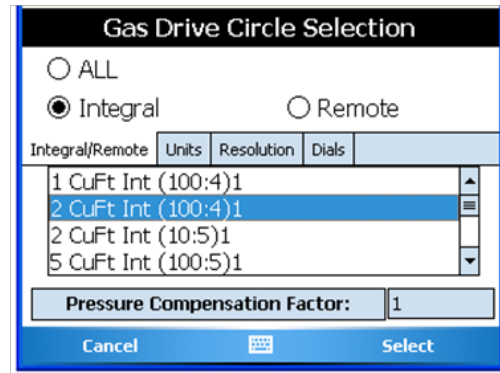 Gas Drive Circle Selection
ALL
Integral Remote
Integral/Remote Units Resolution Dials
1 CuFt Int (100:4)1
2 CuFt Int (100:4)1
2 CuFt Int (10:5)1
5 CuFt Int (100:5)1
Pressure Compensation Factor: 1
Cancel Select